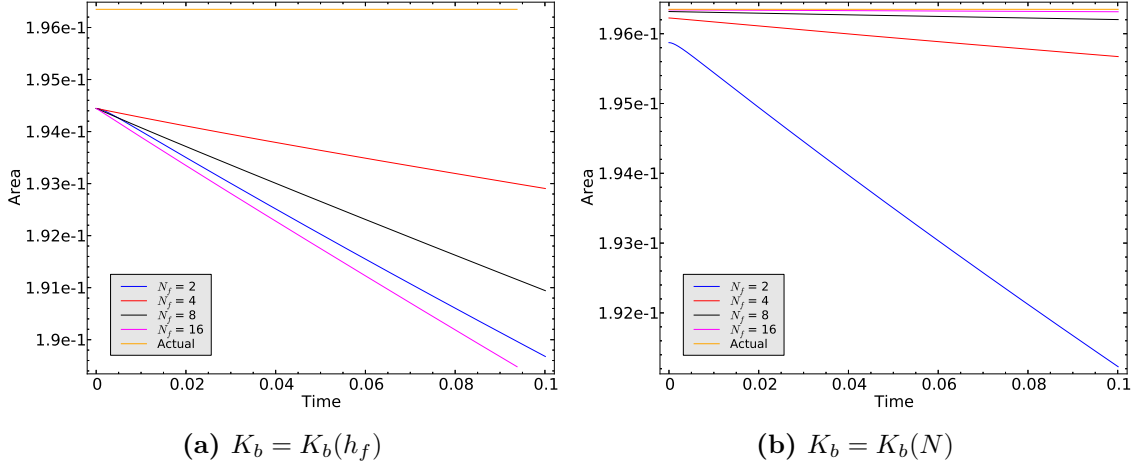 1.96e-1
1.95e-1
1.94e-1
1.93e-1
1.92e-1
1.91e-1
1.9e-1
Area
N_f = 2
N_f = 4
N_f = 8
N_f = 16
Actual
0 0.02 0.04 0.06 0.08 0.1
Time
(a) K_b = K_b(h_f)
1.96e-1
1.95e-1
1.94e-1
1.93e-1
1.92e-1
Area
N_f = 2
N_f = 4
N_f = 8
N_f = 16
Actual
0 0.02 0.04 0.06 0.08 0.1
Time
(b) K_b = K_b(N)